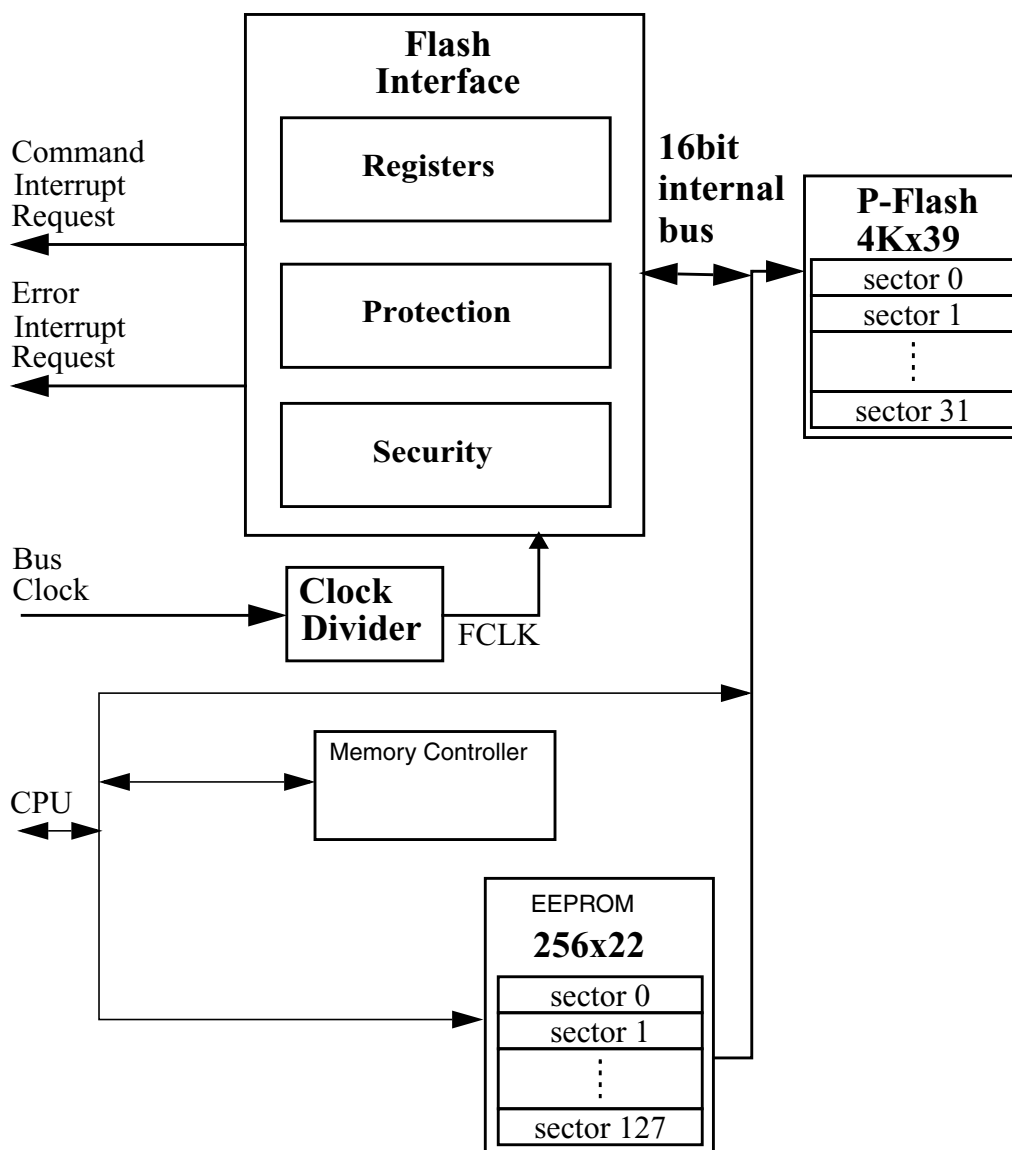 Flash
Interface
Registers
Protection
Security
Command
Interrupt
Request
Error
Interrupt
Request
16bit
internal
bus
P-Flash
4Kx39
sector 0
sector 1
sector 31
Bus
Clock
Clock
Divider
FCLK
Memory Controller
CPU
EEPROM
256x22
sector 0
sector 1
sector 127